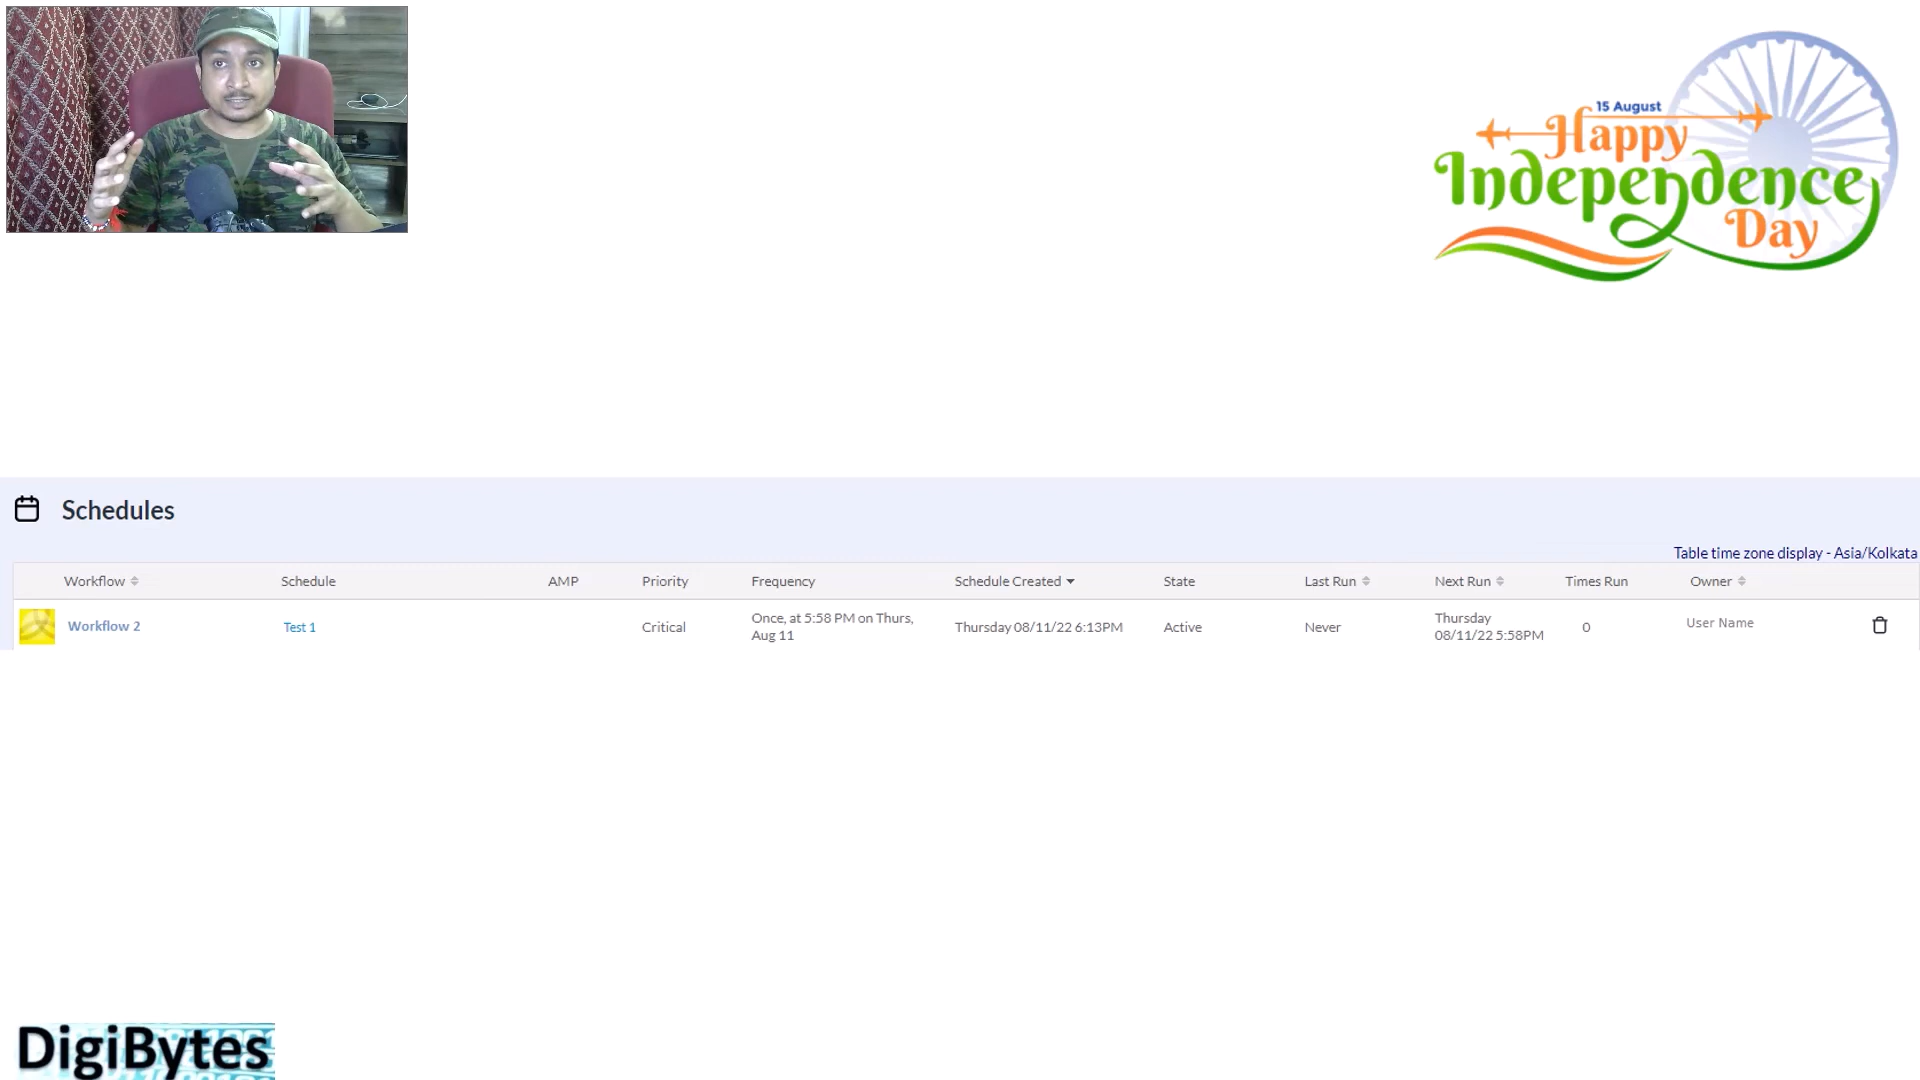 15 August
Happy
Independence
Day
Schedules
Table time zone display - Asia/Kolkata
Workflow Schedule AMP Priority Frequency Schedule Created State Last Run Next Run Times Run Owner
Workflow 2 Test 1 Critical Once, at 5:58 PM on Thurs, Aug 11 Thursday 08/11/22 6:13PM Active Never Thursday 08/11/22 5:58PM 0 User Name
DigiBytes